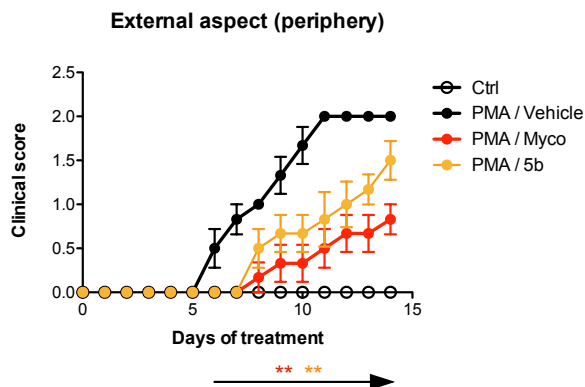 External aspect (periphery)
Clinical score
2.5
2.0
1.5
1.0
0.5
0.0
0
5
10
15
Days of treatment
Ctrl
PMA / Vehicle
PMA / Myco
PMA / 5b
** **